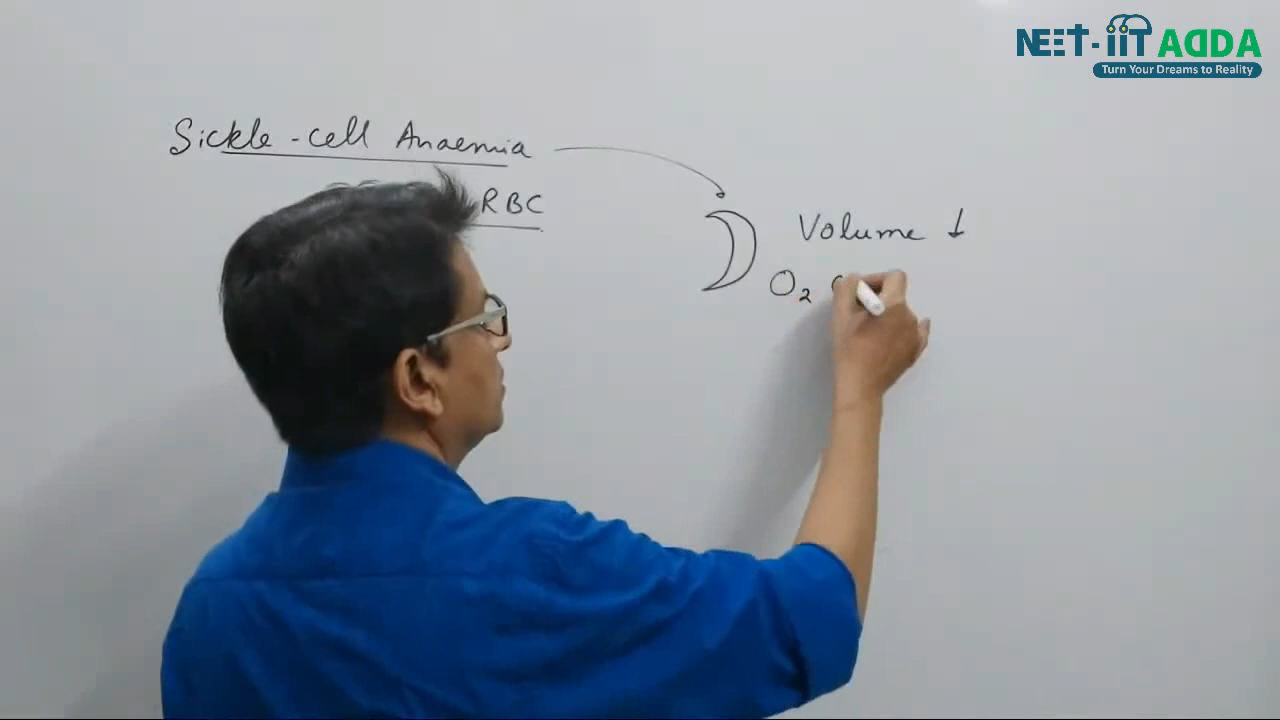 NEET-IIT ADDA
Turn Your Dreams to Reality
Sickle-cell Anaemia
RBC
Volume ↓
O₂